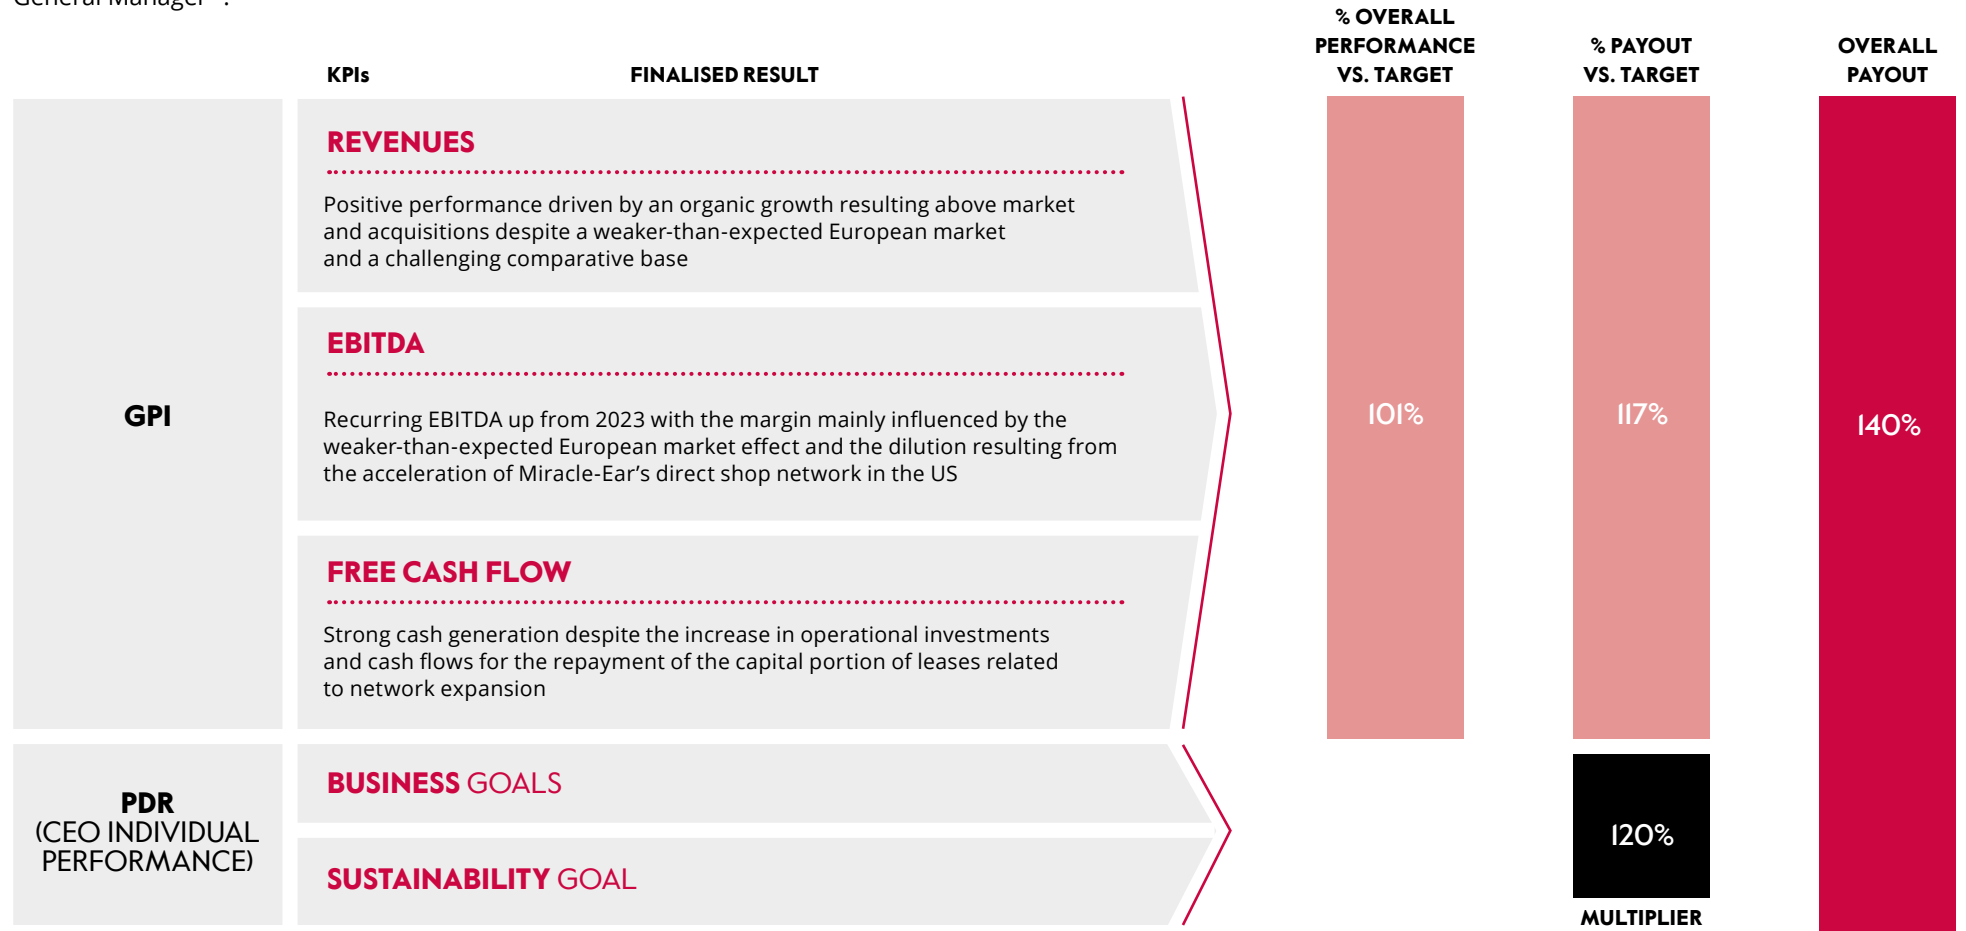 General Manager
% OVERALL
PERFORMANCE
VS. TARGET
% PAYOUT
VS. TARGET
OVERALL
PAYOUT
KPIs
FINALISED RESULT
GPI
REVENUES
Positive performance driven by an organic growth resulting above market
and acquisitions despite a weaker-than-expected European market
and a challenging comparative base
EBITDA
Recurring EBITDA up from 2023 with the margin mainly influenced by the
weaker-than-expected European market effect and the dilution resulting from
the acceleration of Miracle-Ear’s direct shop network in the US
FREE CASH FLOW
Strong cash generation despite the increase in operational investments
and cash flows for the repayment of the capital portion of leases related
to network expansion
101%
117%
140%
PDR
(CEO INDIVIDUAL
PERFORMANCE)
BUSINESS GOALS
SUSTAINABILITY GOAL
120%
MULTIPLIER